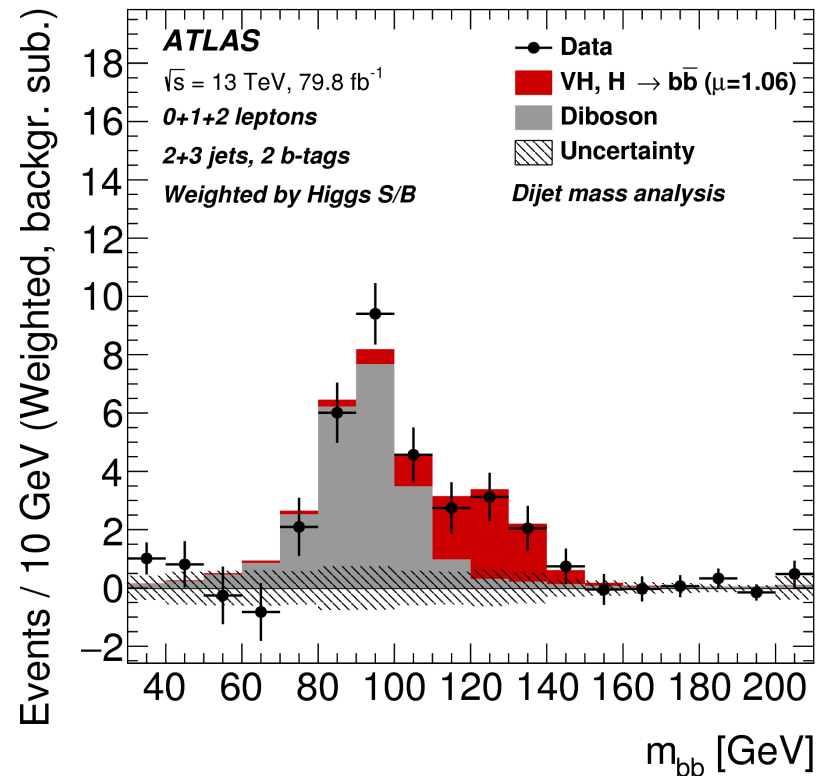 ATLAS
√s = 13 TeV, 79.8 fb⁻¹
0+1+2 leptons
2+3 jets, 2 b-tags
Weighted by Higgs S/B
Data
VH, H → bb̅ (μ=1.06)
Diboson
Uncertainty
Dijet mass analysis
Events / 10 GeV (Weighted, backgr. sub.)
18
16
14
12
10
8
6
4
2
0
−2
40 60 80 100 120 140 160 180 200
m_bb [GeV]